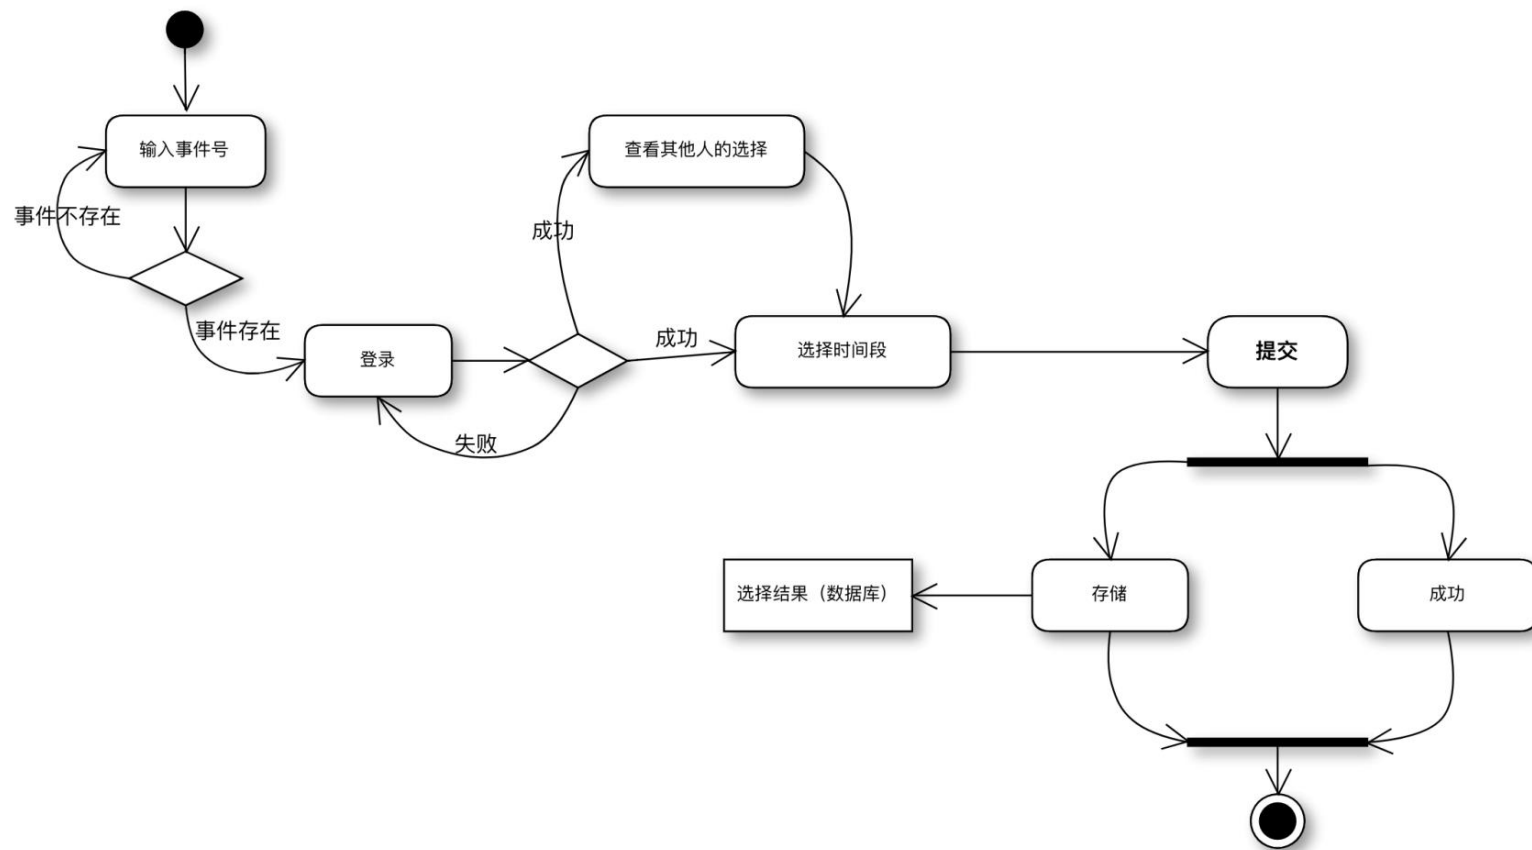 输入事件号
查看其他人的选择
事件不存在
成功
事件存在
登录
成功
选择时间段
提交
失败
选择结果（数据库）
存储
成功